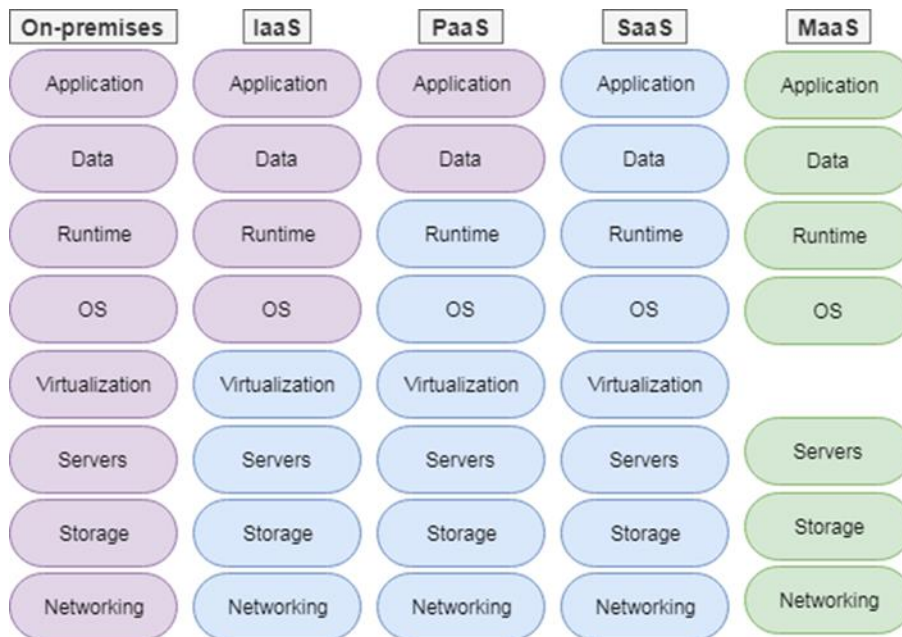 On-premises IaaS PaaS SaaS MaaS
Application Application Application Application Application
Data Data Data Data Data
Runtime Runtime Runtime Runtime Runtime
OS OS OS OS OS
Virtualization Virtualization Virtualization Virtualization
Servers Servers Servers Servers Servers
Storage Storage Storage Storage Storage
Networking Networking Networking Networking Networking